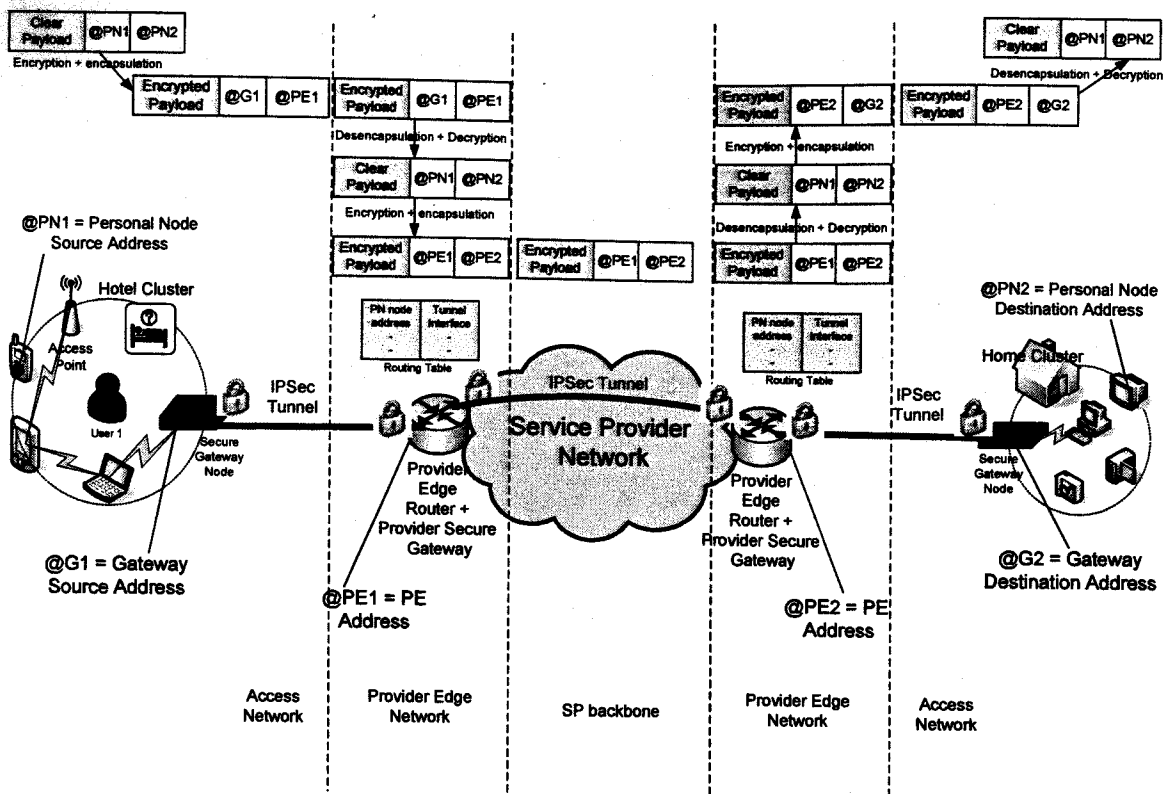 Clear
Payload
@PN1
@PN2
Encryption + encapsulation
Encrypted
Payload
@G1
@PE1
Encrypted
Payload
@G1
@PE1
Desencapsulation + Decryption
Clear
Payload
@PN1
@PN2
Encryption + encapsulation
Encrypted
Payload
@PE1
@PE2
Encrypted
Payload
@PE1
@PE2
Encrypted
Payload
@PE2
@G2
Encryption + encapsulation
Clear
Payload
@PN1
@PN2
Desencapsulation + Decryption
Encrypted
Payload
@PE1
@PE2
Clear
Payload
@PN1
@PN2
Desencapsulation + Decryption
Encrypted
Payload
@PE2
@G2
@PN1 = Personal Node
Source Address
Hotel Cluster
Access
Point
User 1
Secure
Gateway
Node
IPSec
Tunnel
@G1 = Gateway
Source Address
PN node
address
-
-
Tunnel
interface
-
-
Routing Table
Provider
Edge
Router +
Provider Secure
Gateway
@PE1 = PE
Address
IPSec Tunnel
Service Provider
Network
PN node
address
-
-
Tunnel
interface
-
-
Routing Table
Provider
Edge
Router +
Provider Secure
Gateway
@PE2 = PE
Address
IPSec
Tunnel
@PN2 = Personal Node
Destination Address
Home Cluster
Secure
Gateway
Node
@G2 = Gateway
Destination Address
Access
Network
Provider Edge
Network
SP backbone
Provider Edge
Network
Access
Network